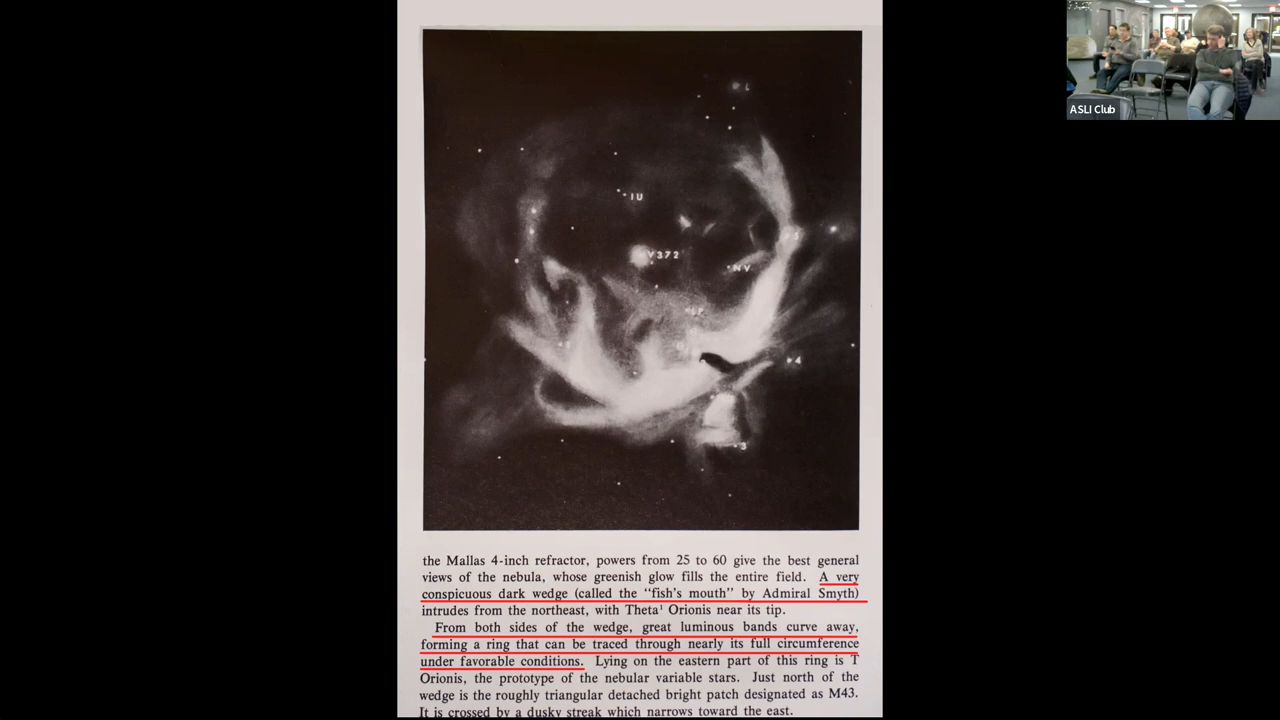 L
IU
V372
NV
LP
4
3
the Mallas 4-inch refractor, powers from 25 to 60 give the best general
views of the nebula, whose greenish glow fills the entire field. A very
conspicuous dark wedge (called the “fish's mouth” by Admiral Smyth)
intrudes from the northeast, with Theta¹ Orionis near its tip.
From both sides of the wedge, great luminous bands curve away,
forming a ring that can be traced through nearly its full circumference
under favorable conditions. Lying on the eastern part of this ring is T
Orionis, the prototype of the nebular variable stars. Just north of the
wedge is the roughly triangular detached bright patch designated as M43.
It is crossed by a dusky streak which narrows toward the east.
ASLI Club